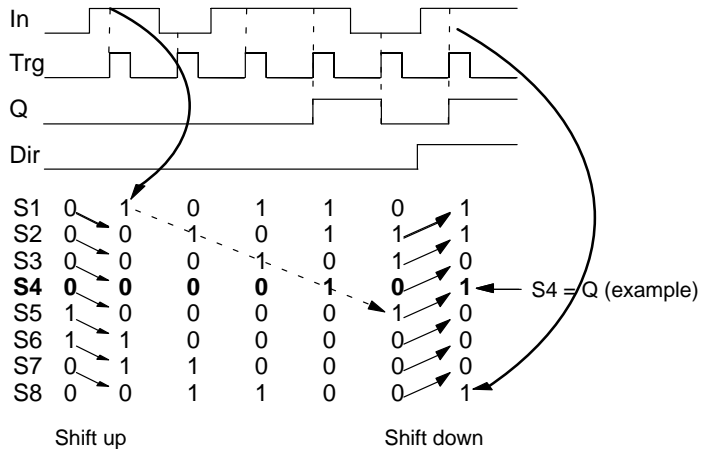 In
Trg
Q
Dir
S1 0 1 0 1 1 0 1
S2 0 0 1 0 1 1 1
S3 0 0 0 1 0 1 0
S4 0 0 0 0 1 0 1 S4 = Q (example)
S5 1 0 0 0 0 1 0
S6 1 1 0 0 0 0 0
S7 0 1 1 0 0 0 0
S8 0 0 1 1 0 0 1
Shift up Shift down